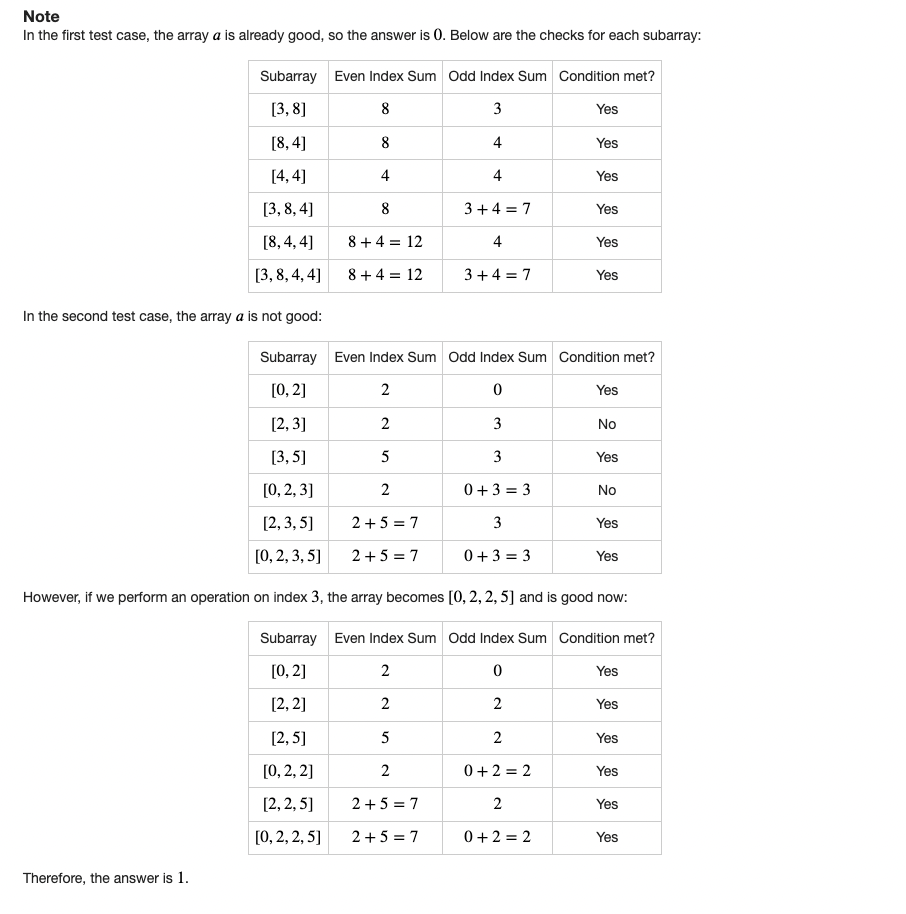 Note
In the first test case, the array a is already good, so the answer is 0. Below are the checks for each subarray:
Subarray Even Index Sum Odd Index Sum Condition met?
[3, 8] 8 3 Yes
[8, 4] 8 4 Yes
[4, 4] 4 4 Yes
[3, 8, 4] 8 3 + 4 = 7 Yes
[8, 4, 4] 8 + 4 = 12 4 Yes
[3, 8, 4, 4] 8 + 4 = 12 3 + 4 = 7 Yes
In the second test case, the array a is not good:
Subarray Even Index Sum Odd Index Sum Condition met?
[0, 2] 2 0 Yes
[2, 3] 2 3 No
[3, 5] 5 3 Yes
[0, 2, 3] 2 0 + 3 = 3 No
[2, 3, 5] 2 + 5 = 7 3 Yes
[0, 2, 3, 5] 2 + 5 = 7 0 + 3 = 3 Yes
However, if we perform an operation on index 3, the array becomes [0, 2, 2, 5] and is good now:
Subarray Even Index Sum Odd Index Sum Condition met?
[0, 2] 2 0 Yes
[2, 2] 2 2 Yes
[2, 5] 5 2 Yes
[0, 2, 2] 2 0 + 2 = 2 Yes
[2, 2, 5] 2 + 5 = 7 2 Yes
[0, 2, 2, 5] 2 + 5 = 7 0 + 2 = 2 Yes
Therefore, the answer is 1.